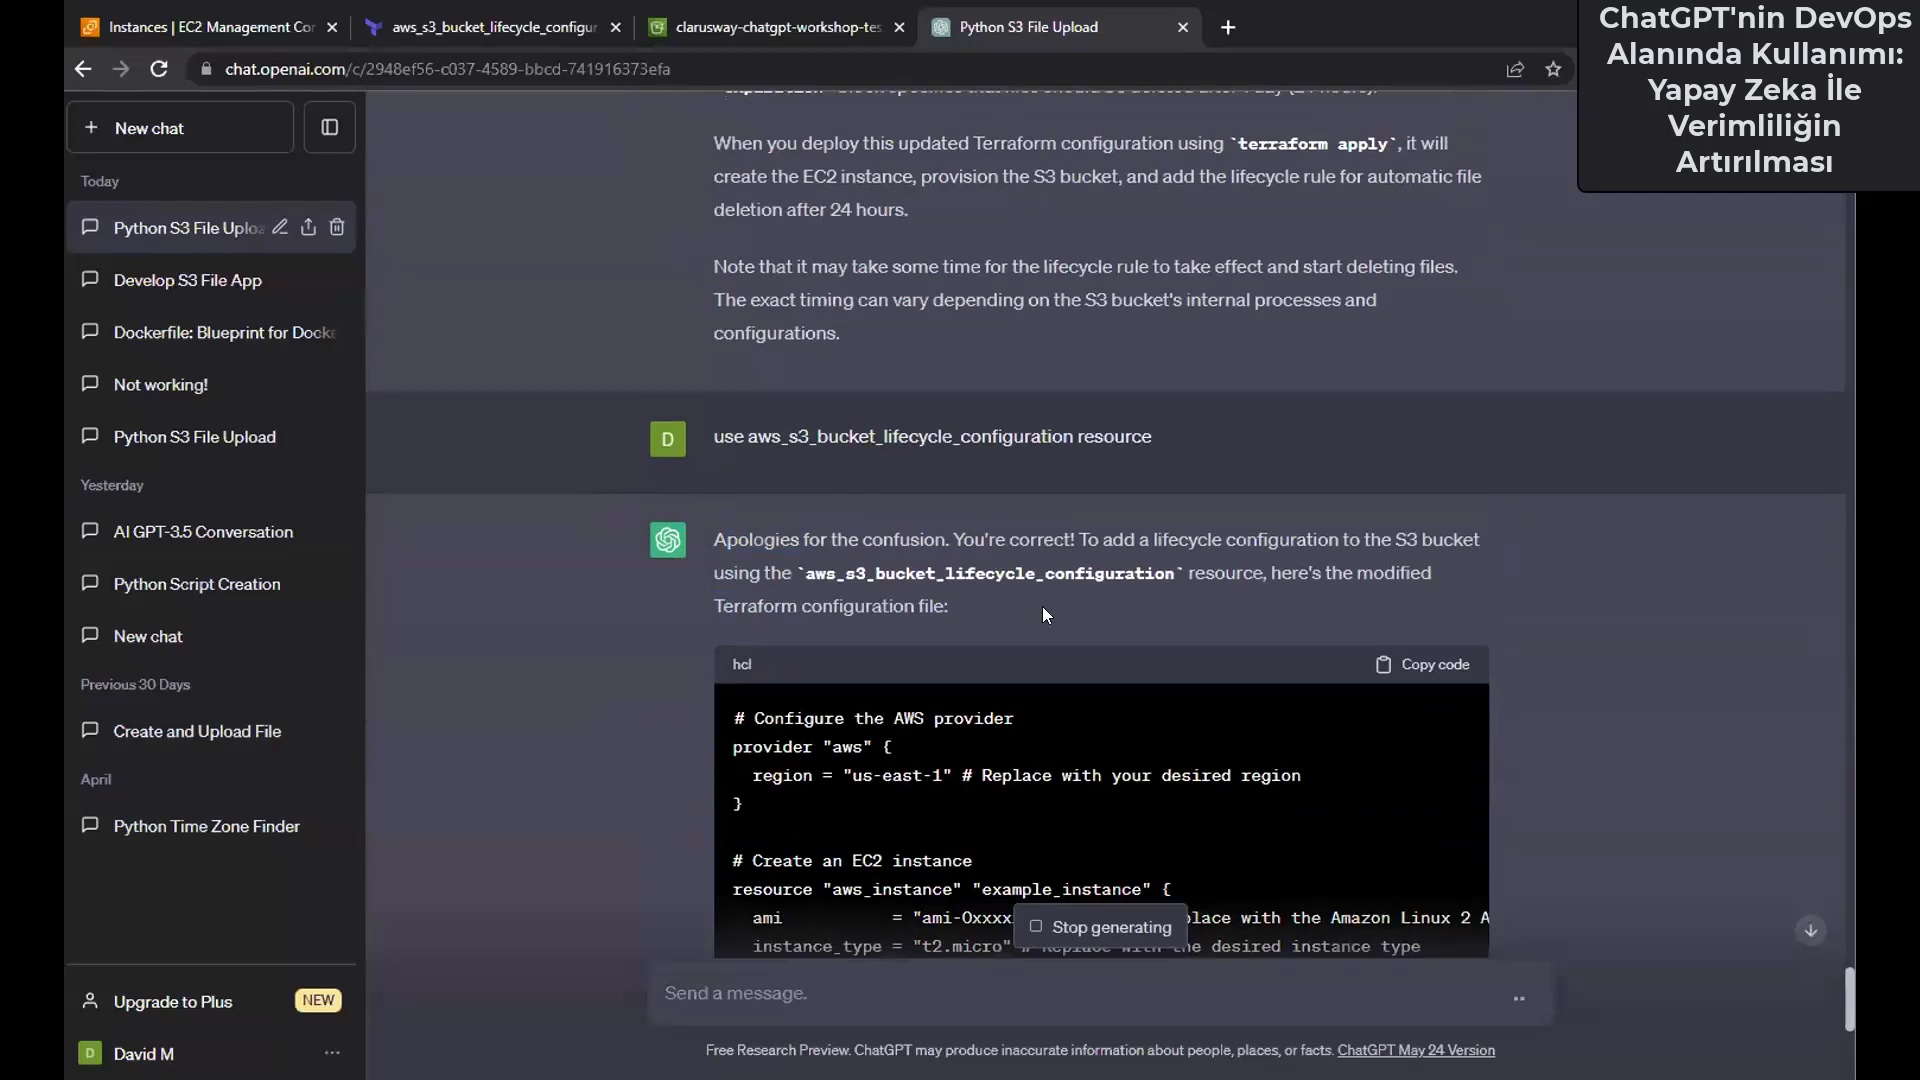 Instances | EC2 Management Cor
aws_s3_bucket_lifecycle_configur
clarusway-chatgpt-workshop-tes
Python S3 File Upload
chat.openai.com/c/2948ef56-c037-4589-bbcd-741916373efa
ChatGPT'nin DevOps
Alanında Kullanımı:
Yapay Zeka İle
Verimliliğin
Artırılması
New chat
Today
Python S3 File Uploa
Develop S3 File App
Dockerfile: Blueprint for Docke
Not working!
Python S3 File Upload
Yesterday
AI GPT-3.5 Conversation
Python Script Creation
New chat
Previous 30 Days
Create and Upload File
April
Python Time Zone Finder
Upgrade to Plus
NEW
D
David M
When you deploy this updated Terraform configuration using `terraform apply`, it will
create the EC2 instance, provision the S3 bucket, and add the lifecycle rule for automatic file
deletion after 24 hours.
Note that it may take some time for the lifecycle rule to take effect and start deleting files.
The exact timing can vary depending on the S3 bucket's internal processes and
configurations.
D
use aws_s3_bucket_lifecycle_configuration resource
Apologies for the confusion. You're correct! To add a lifecycle configuration to the S3 bucket
using the `aws_s3_bucket_lifecycle_configuration` resource, here's the modified
Terraform configuration file:
hcl
Copy code
# Configure the AWS provider
provider "aws" {
region = "us-east-1" # Replace with your desired region
}
# Create an EC2 instance
resource "aws_instance" "example_instance" {
ami = "ami-0xxxx place with the Amazon Linux 2 A
instance_type = "t2.micro" # Replace with the desired instance type
Stop generating
Send a message.
Free Research Preview. ChatGPT may produce inaccurate information about people, places, or facts. ChatGPT May 24 Version